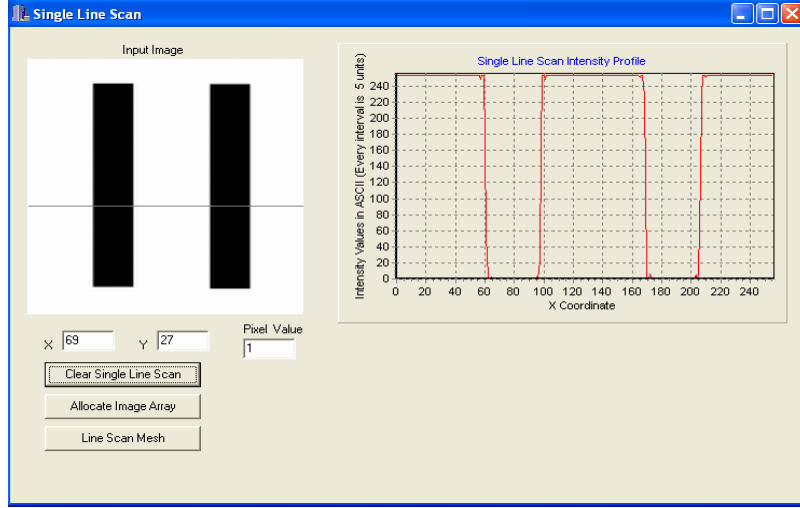 Single Line Scan
Input Image
X 69 Y 27
Pixel Value
1
Clear Single Line Scan
Allocate Image Array
Line Scan Mesh
Single Line Scan Intensity Profile
Intensity Values in ASCII (Every interval is 5 units)
240
220
200
180
160
140
120
100
80
60
40
20
0
0 20 40 60 80 100 120 140 160 180 200 220 240
X Coordinate